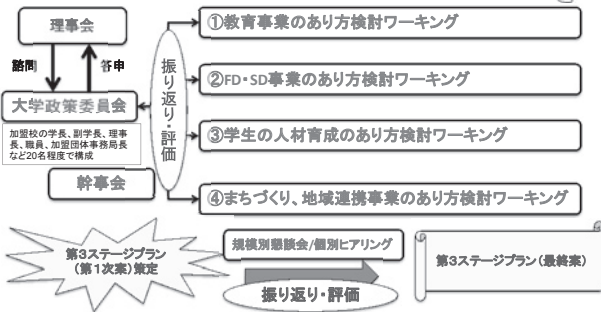 理事会
諮問
答申
大学政策委員会
加盟校の学長、副学長、理事
長、職員、加盟団体事務局長
など20名程度で構成
幹事会
振り返り・評価
①教育事業のあり方検討ワーキング
②FD・SD事業のあり方検討ワーキング
③学生の人材育成のあり方検討ワーキング
④まちづくり、地域連携事業のあり方検討ワーキング
第3ステージプラン
(第1次案)策定
規模別懇談会/個別ヒアリング
振り返り・評価
第3ステージプラン(最終案)